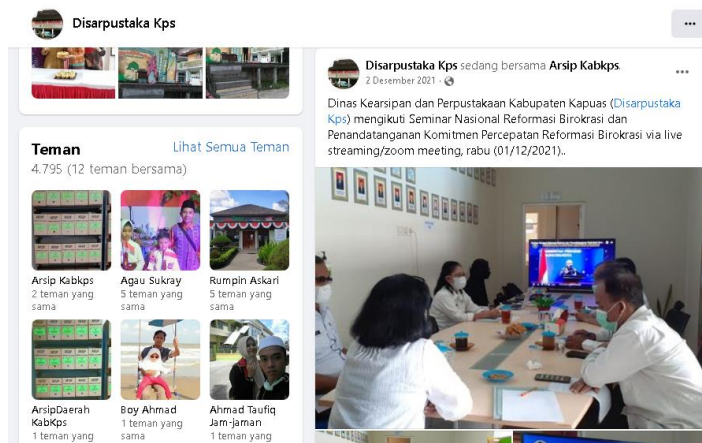 Disarpustaka Kps
Teman
Lihat Semua Teman
4.795 (12 teman bersama)
Arsip Kabkps
2 teman yang
sama
Agau Sukray
5 teman yang
sama
Rumpin Askari
5 teman yang
sama
ArsipDaerah
KabKps
1 teman yang
Boy Ahmad
1 teman yang
Ahmad Taufiq
Jam-jaman
1 teman yang
Disarpustaka Kps sedang bersama Arsip Kabkps.
2 Desember 2021 ·
Dinas Kearsipan dan Perpustakaan Kabupaten Kapuas (Disarpustaka
Kps) mengikuti Seminar Nasional Reformasi Birokrasi dan
Penandatanganan Komitmen Percepatan Reformasi Birokrasi via live
streaming/zoom meeting, rabu (01/12/2021)..